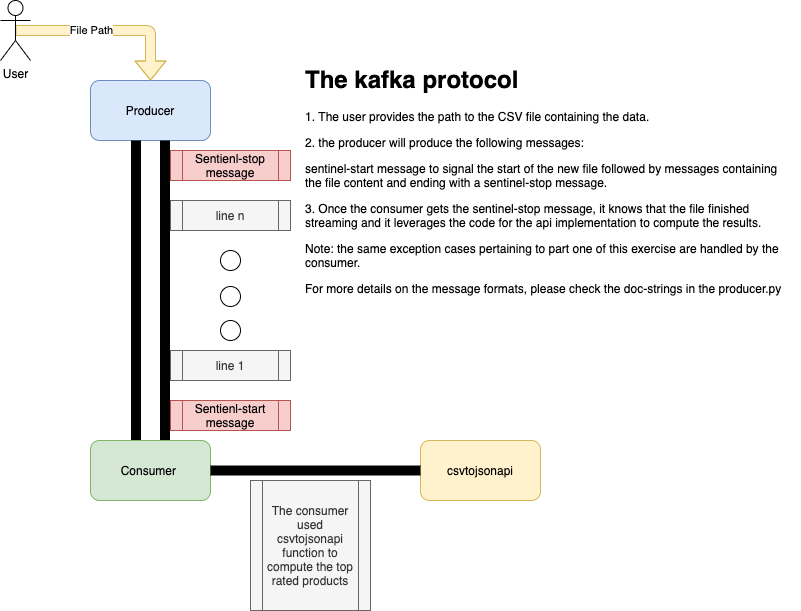 File Path
User
The kafka protocol
Producer
1. The user provides the path to the CSV file containing the data.
2. the producer will produce the following messages:
Sentienl-stop
message
sentinel-start message to signal the start of the new file followed by messages containing
the file content and ending with a sentinel-stop message.
line n
3. Once the consumer gets the sentinel-stop message, it knows that the file finished
streaming and it leverages the code for the api implementation to compute the results.
Note: the same exception cases pertaining to part one of this exercise are handled by the
consumer.
For more details on the message formats, please check the doc-strings in the producer.py
line 1
Sentienl-start
message
Consumer
csvtojsonapi
The consumer
used
csvtojsonapi
function to
compute the top
rated products